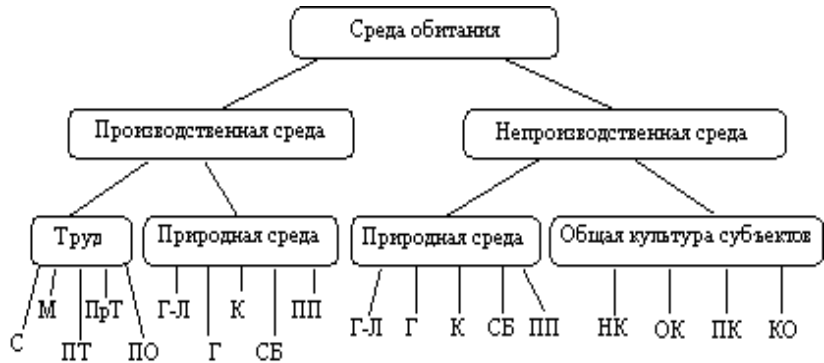 Среда обитания
Производственная среда
Непроизводственная среда
Труд
Природная среда
Природная среда
Общая культура субъектов
С
М
ПТ
ПрТ
ПО
Г-Л
Г
К
СБ
ПП
Г-Л
Г
К
СБ
ПП
НК
ОК
ПК
КО